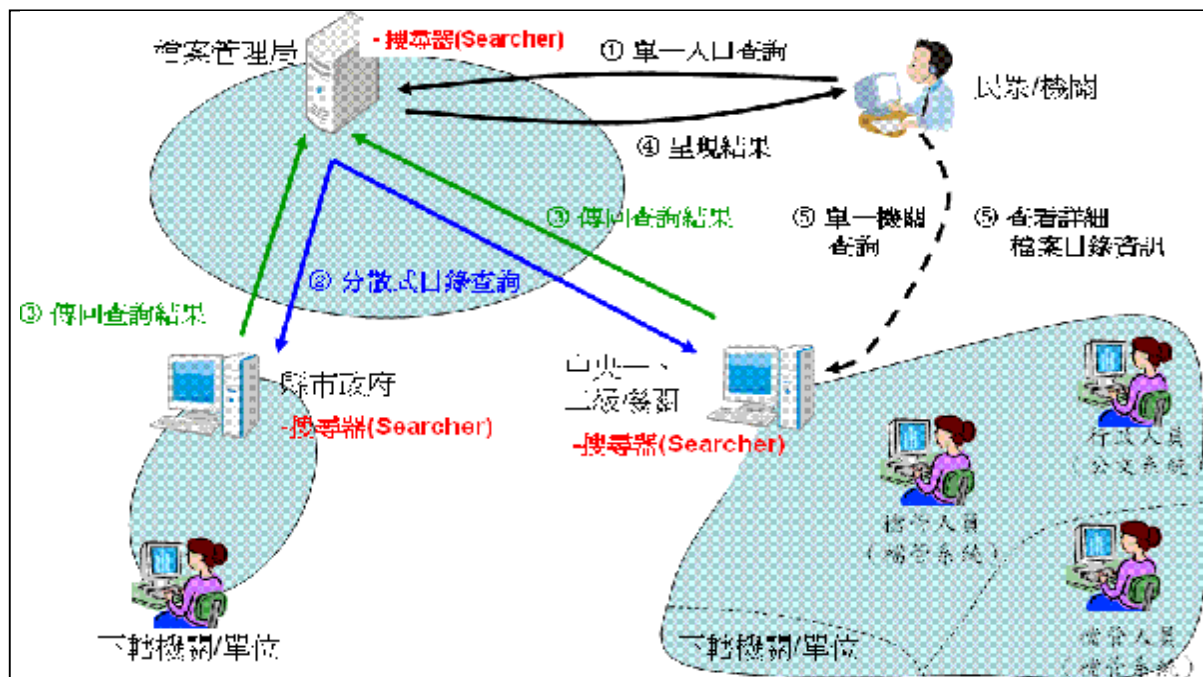 檔案管理局
- 搜尋器(Searcher)
① 單一入口查詢
民眾/機關
④ 呈現結果
③ 傳回查詢結果
⑤ 單一機關
查詢
⑤ 查看詳細
檔案目錄資訊
② 分散式目錄查詢
③ 傳回查詢結果
縣市政府
-搜尋器(Searcher)
中央一、
二級機關
-搜尋器(Searcher)
行政人員
(公文系統)
檔管人員
(檔管系統)
下轄機關/單位
下轄機關/單位
檔管人員
(檔管系統)